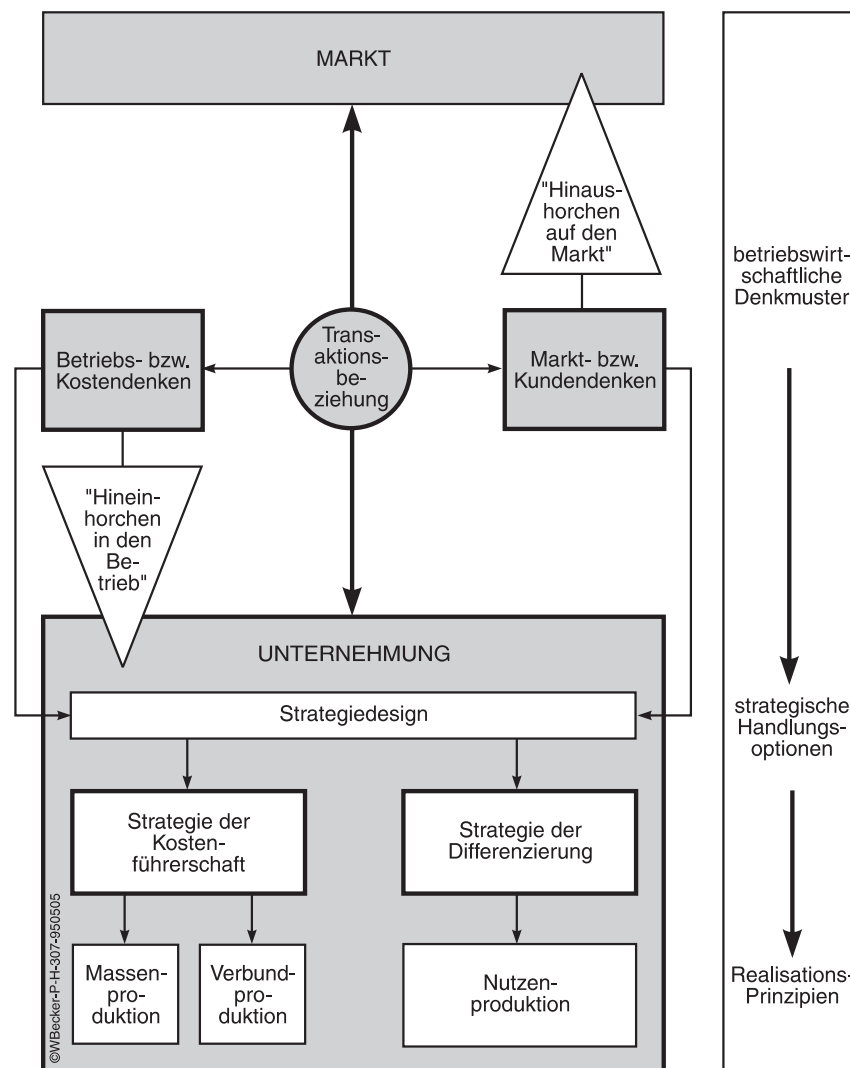 MARKT
"Hinaus-
horchen
auf den
Markt"
betriebswirt-
schaftliche
Denkmuster
Betriebs- bzw.
Kostendenken
Trans-
aktions-
be-
ziehung
Markt- bzw.
Kundendenken
"Hinein-
horchen
in den
Be-
trieb"
UNTERNEHMUNG
Strategiedesign
strategische
Handlungs-
optionen
Strategie der
Kosten-
führerschaft
Strategie der
Differenzierung
Massen-
pro-
duktion
Verbund-
pro-
duktion
Nutzen-
produktion
Realisations-
Prinzipien
©WBecker-P-H-307-950505